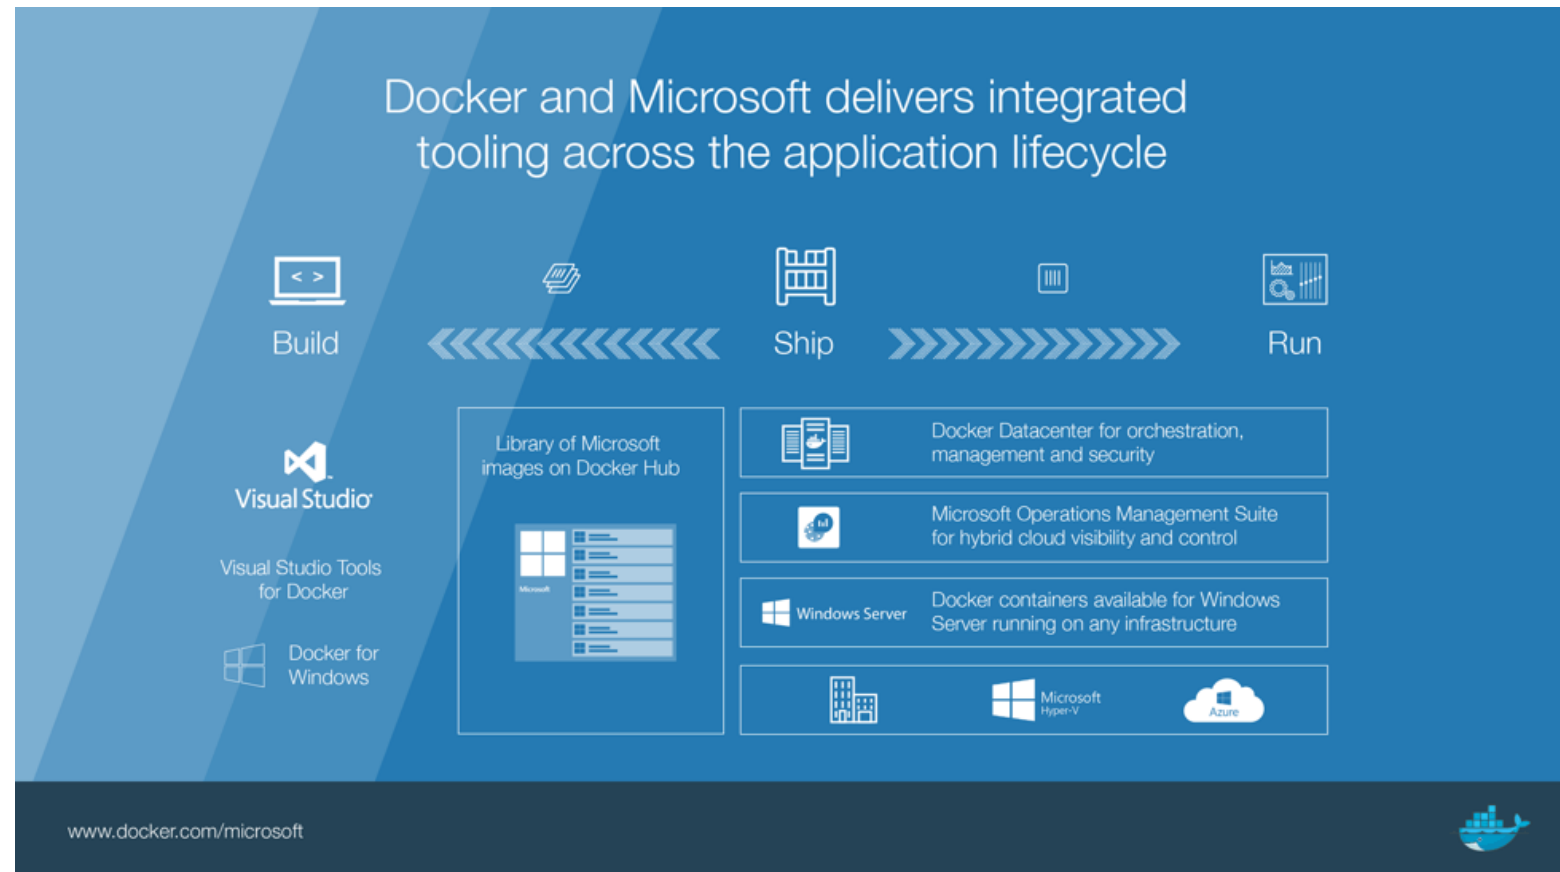 Docker and Microsoft delivers integrated
tooling across the application lifecycle
< >
Build
Ship
Run
Visual Studio
Visual Studio Tools
for Docker
Docker for
Windows
Library of Microsoft
images on Docker Hub
Microsoft
Docker Datacenter for orchestration,
management and security
Microsoft Operations Management Suite
for hybrid cloud visibility and control
Windows Server
Docker containers available for Windows
Server running on any infrastructure
Microsoft
Hyper-V
Azure
www.docker.com/microsoft